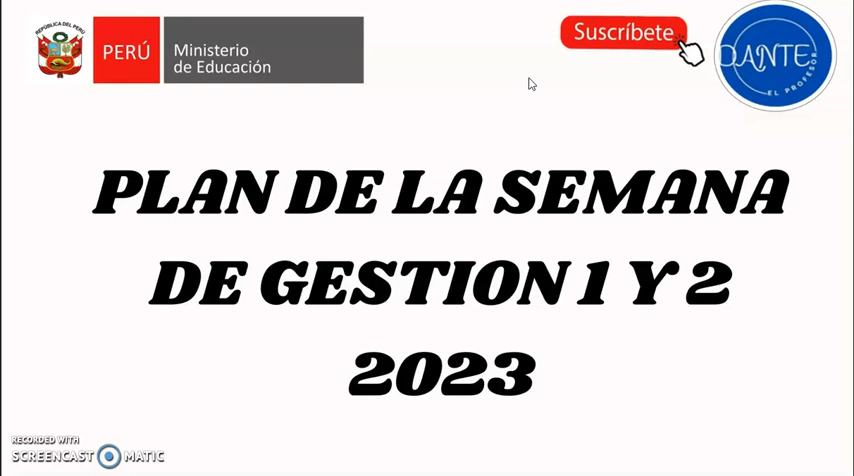 REPÚBLICA DEL PERÚ
PERÚ
Ministerio
de Educación
Suscríbete
DANTE
EL PROFESOR
PLAN DE LA SEMANA
DE GESTION 1 Y 2
2023
RECORDED WITH
SCREENCAST MATIC